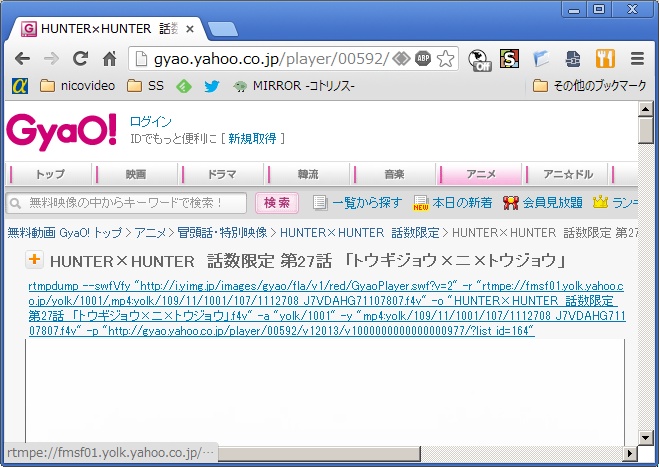 HUNTER×HUNTER 話数
gyao.yahoo.co.jp/player/00592/
ABP
Off
S
nicovideo
SS
MIRROR -コトリノス-
その他のブックマーク
GyaO!
ログイン
IDでもっと便利に [ 新規取得 ]
トップ
映画
ドラマ
韓流
音楽
アニメ
アニ☆ドル
無料映像の中からキーワードで検索！
検索
一覧から探す
NEW
本日の新着
会員見放題
ランキ
無料動画 GyaO! トップ > アニメ > 冒頭話・特別映像 > HUNTER×HUNTER 話数限定 > HUNTER×HUNTER 話数限定 第27
HUNTER×HUNTER 話数限定 第27話 「トウギジョウ×ニ×トウジョウ」
rtmpdump --swfVfy "http://i.yimg.jp/images/gyao/fla/v1/red/GyaoPlayer.swf?v=2" -r "rtmpe://fmsf01.yolk.yahoo.c
o.jp/yolk/1001/,mp4:yolk/109/11/1001/107/1112708_J7VDAHG71107807.f4v" -o "HUNTER×HUNTER 話数限定
第27話 「トウギジョウ×ニ×トウジョウ」.f4v" -a "yolk/1001" -y "mp4:yolk/109/11/1001/107/1112708_J7VDAHG711
07807.f4v" -p "http://gyao.yahoo.co.jp/player/00592/v12013/v1000000000000000977/?list_id=164"
rtmpe://fmsf01.yolk.yahoo.co.jp/…